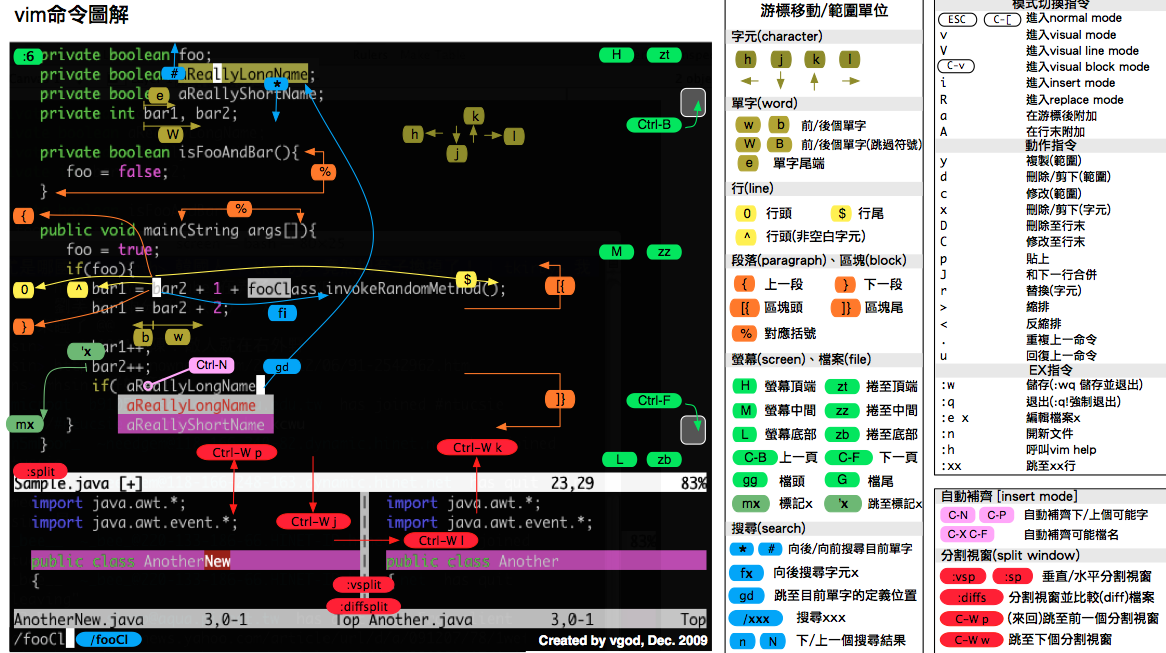 vim命令圖解
:6 private boolean foo; H zt
private boolea # aReallyLongName;
private boole e aReallyShortName; *
private int bar1, bar2; Ctrl-B
W h j k l
private boolean isFooAndBar(){
foo = false; %
}
{ %
public void main(String args[]){
foo = true; M zz
if(foo){
0 ^ bar1 = bar2 + 1 + fooClass.invokeRandomMethod(); $ [{
} bar1 = bar2 + 2; fi
b w
'x bar1++;
bar2++; Ctrl-N gd
if( aReallyLongName
aReallyLongName ]} Ctrl-F
mx } aReallyShortName
} Ctrl-W p Ctrl-W k
:split L zb
Sample.java [+] 23,29 83%
import java.awt.*; import java.awt.*;
import java.awt.event.*; Ctrl-W j import java.awt.event.*;
Ctrl-W l
public class AnotherNew public class Another
{ :vsplit {
:diffsplit
AnotherNew.java 3,0-1 Top Another.java 3,0-1 Top
/fooCl /fooCl Created by vgod, Dec. 2009
游標移動/範圍單位
字元(character)
h j k l
單字(word)
w b 前/後個單字
W B 前/後個單字(跳過符號)
e 單字尾端
行(line)
0 行頭 $ 行尾
^ 行頭(非空白字元)
段落(paragraph)、區塊(block)
{ 上一段 } 下一段
[{ 區塊頭 ]} 區塊尾
% 對應括號
螢幕(screen)、檔案(file)
H 螢幕頂端 zt 捲至頂端
M 螢幕中間 zz 捲至中間
L 螢幕底部 zb 捲至底部
C-B 上一頁 C-F 下一頁
gg 檔頭 G 檔尾
mx 標記x 'x 跳至標記x
搜尋(search)
* # 向後/向前搜尋目前單字
fx 向後搜尋字元x
gd 跳至目前單字的定義位置
/xxx 搜尋xxx
n N 下/上一個搜尋結果
模式切換指令
ESC C-[ 進入normal mode
v 進入visual mode
V 進入visual line mode
C-v 進入visual block mode
i 進入insert mode
R 進入replace mode
a 在游標後附加
A 在行末附加
動作指令
y 複製(範圍)
d 刪除/剪下(範圍)
c 修改(範圍)
x 刪除/剪下(字元)
D 刪除至行末
C 修改至行末
p 貼上
J 和下一行合併
r 替換(字元)
> 縮排
< 反縮排
. 重複上一命令
u 回復上一命令
EX指令
:w 儲存(:wq 儲存並退出)
:q 退出(:q!強制退出)
:e x 編輯檔案x
:n 開新文件
:h 呼叫vim help
:xx 跳至xx行
自動補齊 [insert mode]
C-N C-P 自動補齊下/上個可能字
C-X C-F 自動補齊可能檔名
分割視窗(split window)
:vsp :sp 垂直/水平分割視窗
:diffs 分割視窗並比較(diff)檔案
C-W p (來回)跳至前一個分割視窗
C-W w 跳至下個分割視窗